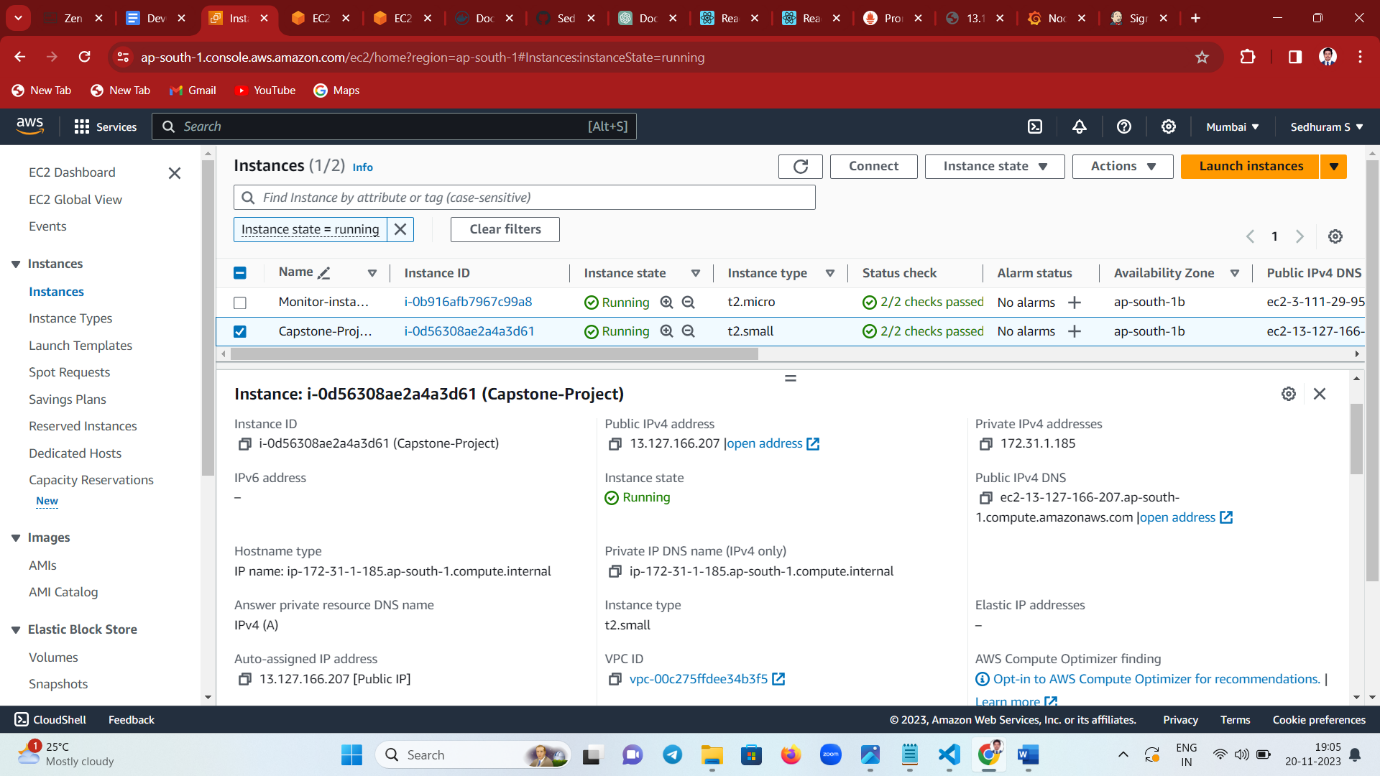 Zen
Dev
Insta
EC2
EC2
Doc
Sed
Doc
Rea
Rea
Pro
13.1
Noc
Sign
ap-south-1.console.aws.amazon.com/ec2/home?region=ap-south-1#Instances:instanceState=running
New Tab
New Tab
Gmail
YouTube
Maps
aws
Services
Search
[Alt+S]
Mumbai
Sedhuram S
EC2 Dashboard
EC2 Global View
Events
Instances
Instances
Instance Types
Launch Templates
Spot Requests
Savings Plans
Reserved Instances
Dedicated Hosts
Capacity Reservations
New
Images
AMIs
AMI Catalog
Elastic Block Store
Volumes
Snapshots
Instances (1/2) Info
Connect
Instance state
Actions
Launch instances
Find Instance by attribute or tag (case-sensitive)
Instance state = running
Clear filters
1
Name Instance ID Instance state Instance type Status check Alarm status Availability Zone Public IPv4 DNS
Monitor-insta... i-0b916afb7967c99a8 Running t2.micro 2/2 checks passed No alarms ap-south-1b ec2-3-111-29-95
Capstone-Proj... i-0d56308ae2a4a3d61 Running t2.small 2/2 checks passed No alarms ap-south-1b ec2-13-127-166-
Instance: i-0d56308ae2a4a3d61 (Capstone-Project)
Instance ID
i-0d56308ae2a4a3d61 (Capstone-Project)
Public IPv4 address
13.127.166.207 |open address
Private IPv4 addresses
172.31.1.185
IPv6 address
–
Instance state
Running
Public IPv4 DNS
ec2-13-127-166-207.ap-south-
1.compute.amazonaws.com |open address
Hostname type
IP name: ip-172-31-1-185.ap-south-1.compute.internal
Private IP DNS name (IPv4 only)
ip-172-31-1-185.ap-south-1.compute.internal
Answer private resource DNS name
IPv4 (A)
Instance type
t2.small
Elastic IP addresses
–
Auto-assigned IP address
13.127.166.207 [Public IP]
VPC ID
vpc-00c275ffdee34b3f5
AWS Compute Optimizer finding
Opt-in to AWS Compute Optimizer for recommendations. |
Learn more
CloudShell
Feedback
© 2023, Amazon Web Services, Inc. or its affiliates.
Privacy
Terms
Cookie preferences
1
25°C
Mostly cloudy
Search
zoom
ENG
IN
19:05
20-11-2023